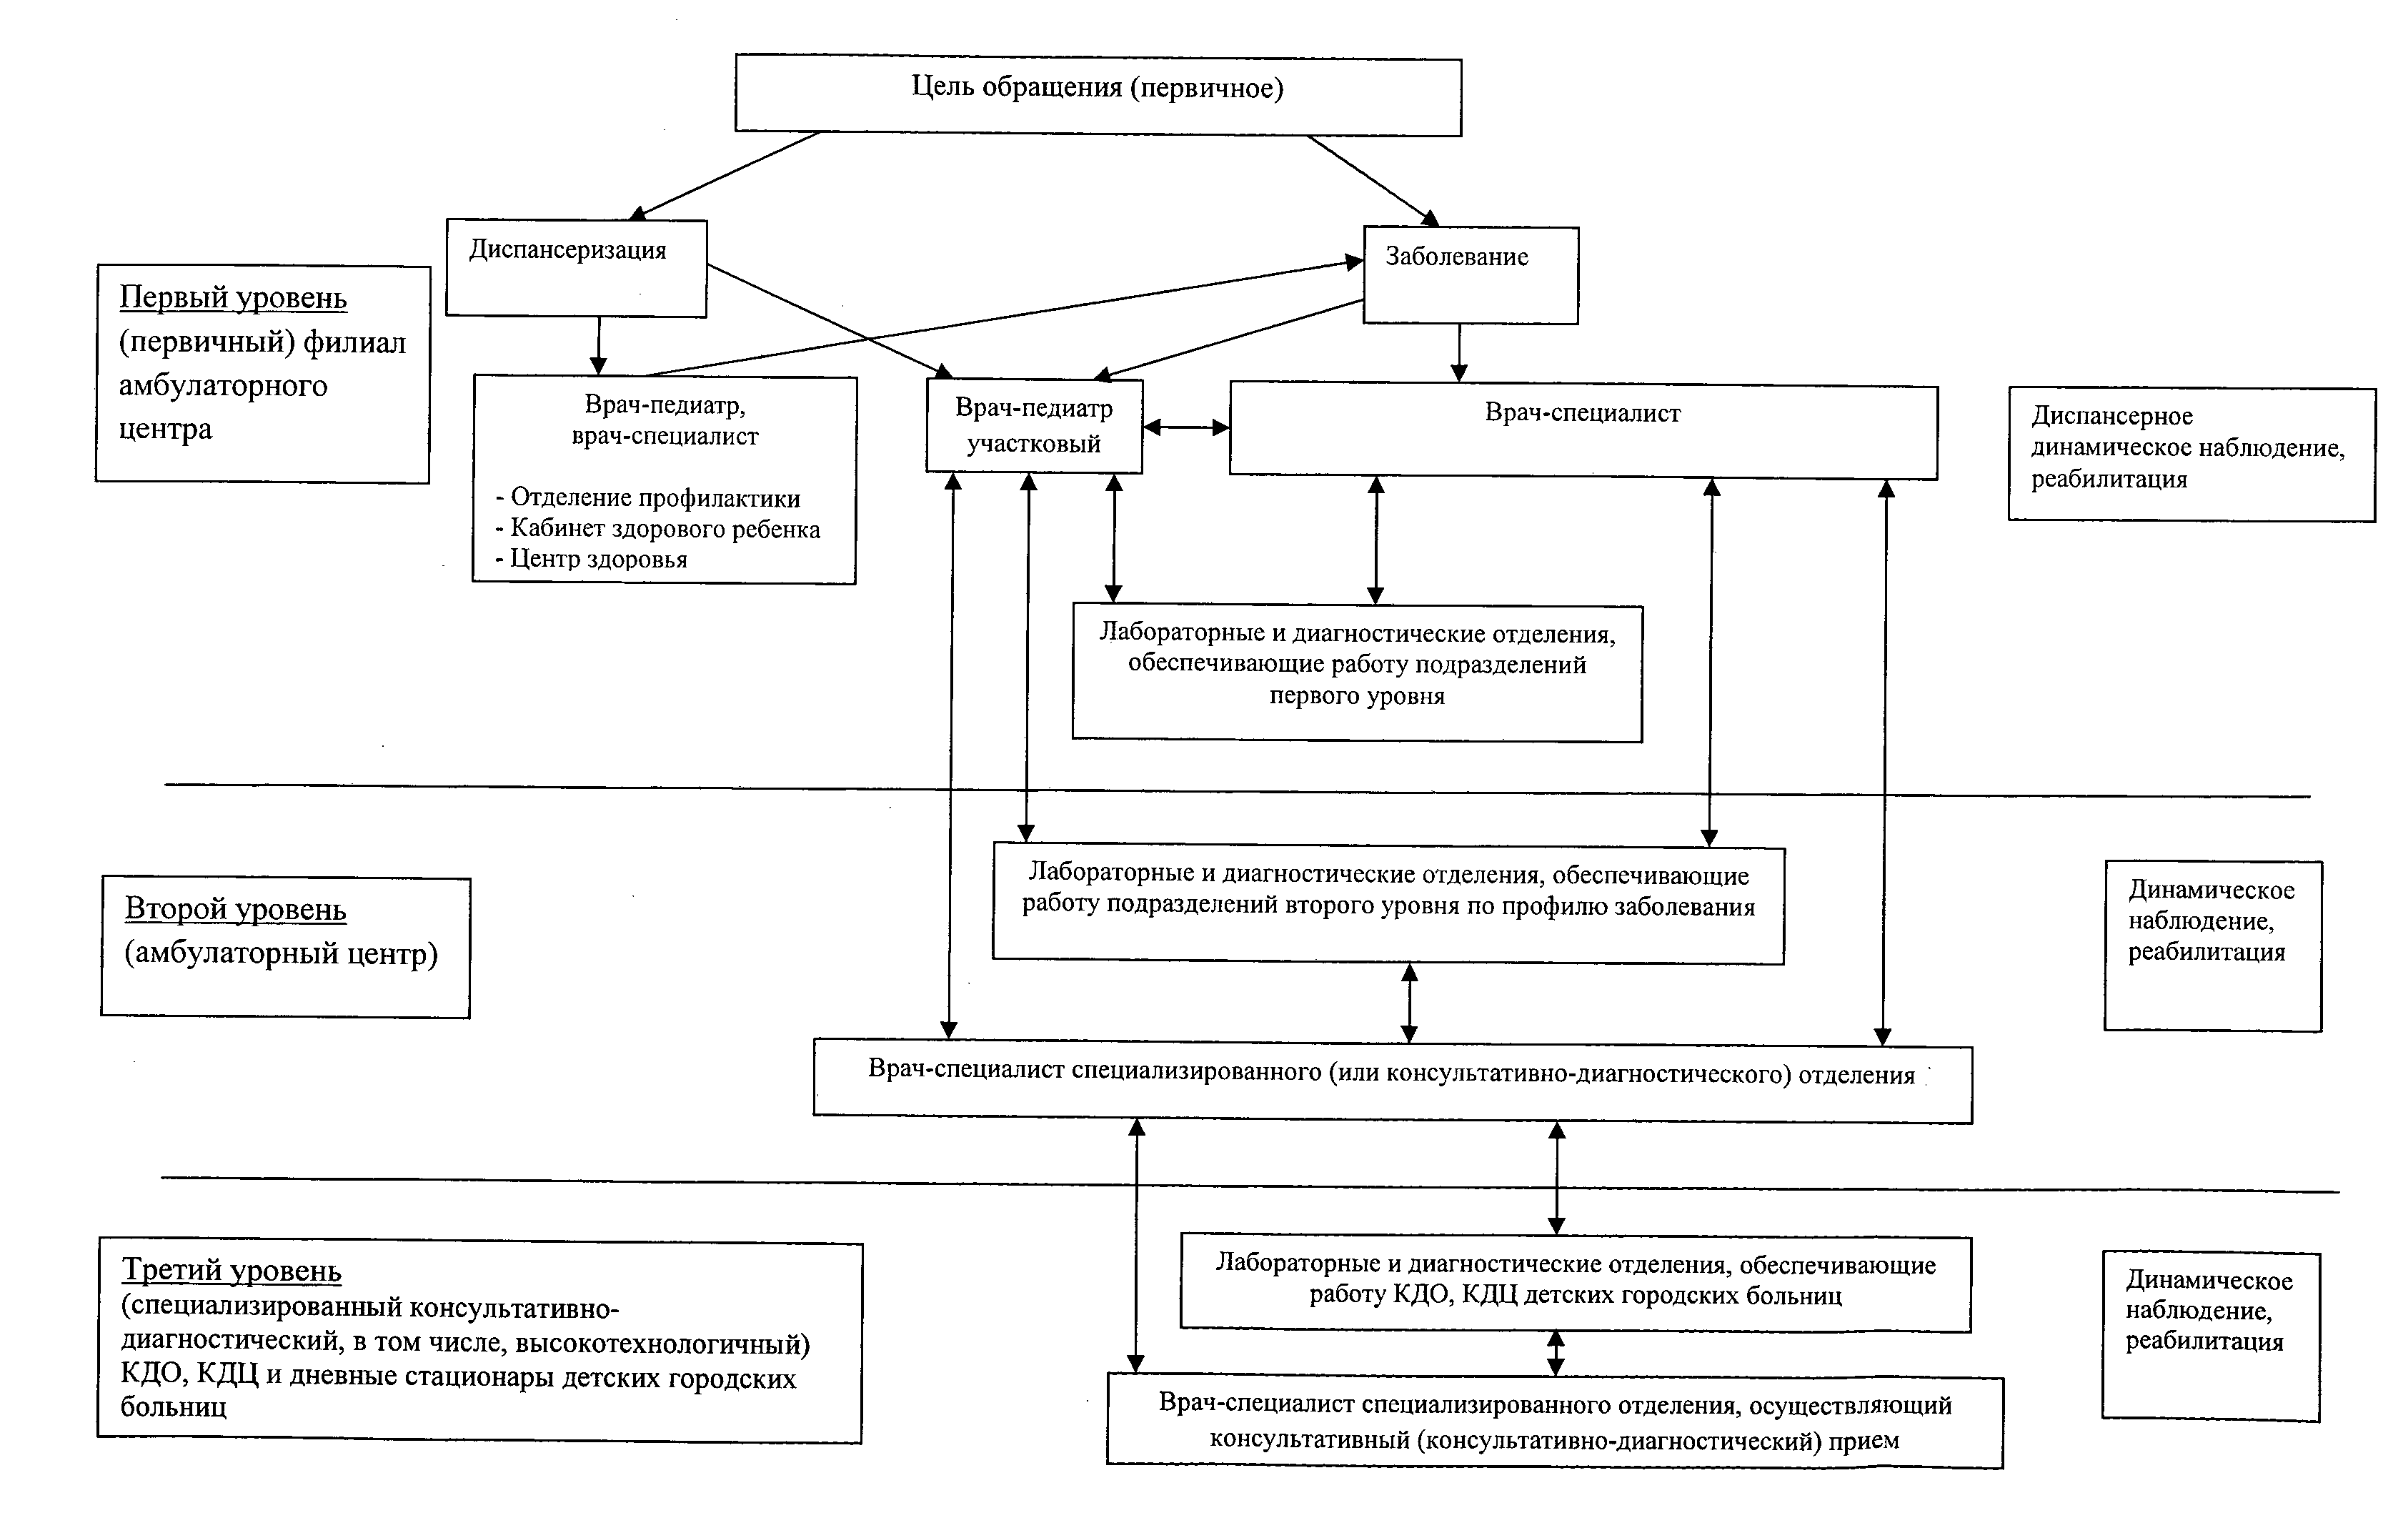 Цель обращения (первичное)
Диспансеризация
Заболевание
Первый уровень
(первичный) филиал
амбулаторного
центра
Врач-педиатр,
врач-специалист
- Отделение профилактики
- Кабинет здорового ребенка
- Центр здоровья
Врач-педиатр
участковый
Врач-специалист
Диспансерное
динамическое наблюдение,
реабилитация
Лабораторные и диагностические отделения,
обеспечивающие работу подразделений
первого уровня
Второй уровень
(амбулаторный центр)
Лабораторные и диагностические отделения, обеспечивающие
работу подразделений второго уровня по профилю заболевания
Динамическое
наблюдение,
реабилитация
Врач-специалист специализированного (или консультативно-диагностического) отделения
Третий уровень
(специализированный консультативно-
диагностический, в том числе, высокотехнологичный)
КДО, КДЦ и дневные стационары детских городских
больниц
Лабораторные и диагностические отделения, обеспечивающие
работу КДО, КДЦ детских городских больниц
Динамическое
наблюдение,
реабилитация
Врач-специалист специализированного отделения, осуществляющий
консультативный (консультативно-диагностический) прием